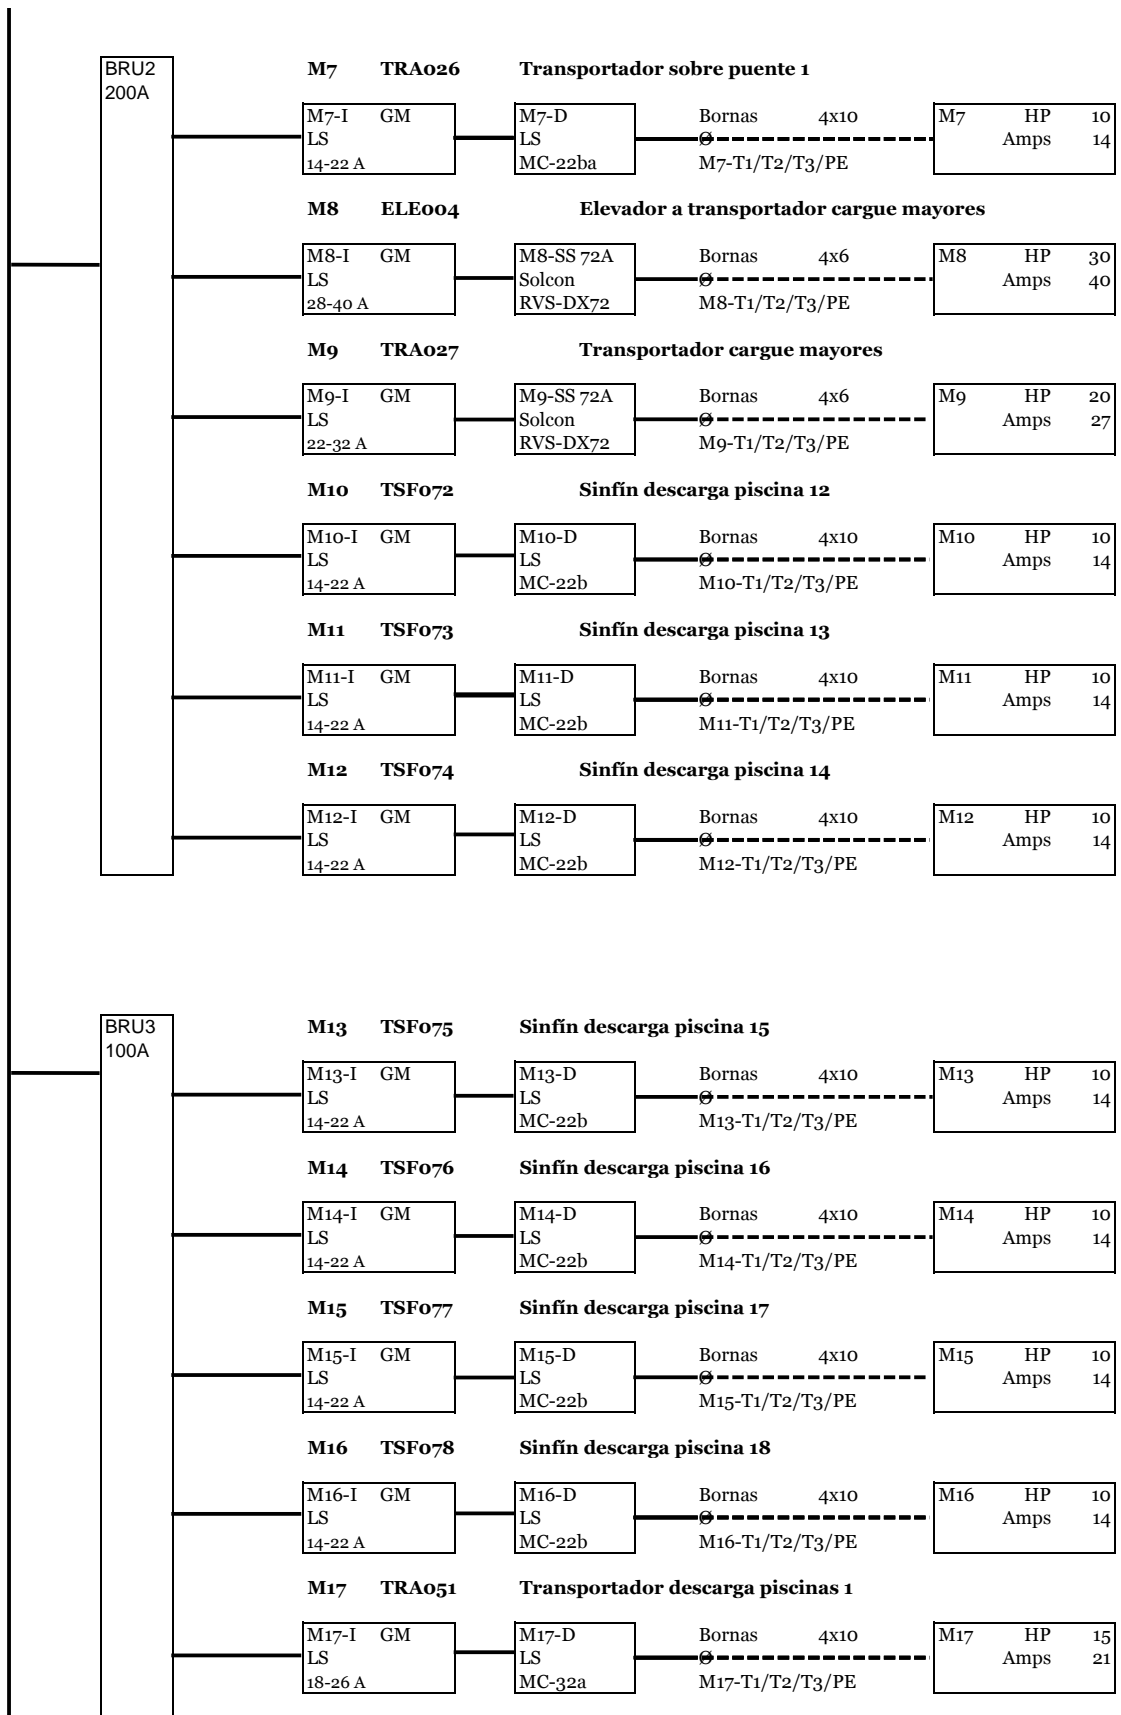 BRU2
200A
M7 TRA026 Transportador sobre puente 1
M7-I GM M7-D Bornas 4x10 M7 HP 10
LS LS Ø Amps 14
14-22 A MC-22ba M7-T1/T2/T3/PE
M8 ELE004 Elevador a transportador cargue mayores
M8-I GM M8-SS 72A Bornas 4x6 M8 HP 30
LS Solcon Ø Amps 40
28-40 A RVS-DX72 M8-T1/T2/T3/PE
M9 TRA027 Transportador cargue mayores
M9-I GM M9-SS 72A Bornas 4x6 M9 HP 20
LS Solcon Ø Amps 27
22-32 A RVS-DX72 M9-T1/T2/T3/PE
M10 TSF072 Sinfín descarga piscina 12
M10-I GM M10-D Bornas 4x10 M10 HP 10
LS LS Ø Amps 14
14-22 A MC-22b M10-T1/T2/T3/PE
M11 TSF073 Sinfín descarga piscina 13
M11-I GM M11-D Bornas 4x10 M11 HP 10
LS LS Ø Amps 14
14-22 A MC-22b M11-T1/T2/T3/PE
M12 TSF074 Sinfín descarga piscina 14
M12-I GM M12-D Bornas 4x10 M12 HP 10
LS LS Ø Amps 14
14-22 A MC-22b M12-T1/T2/T3/PE
BRU3
100A
M13 TSF075 Sinfín descarga piscina 15
M13-I GM M13-D Bornas 4x10 M13 HP 10
LS LS Ø Amps 14
14-22 A MC-22b M13-T1/T2/T3/PE
M14 TSF076 Sinfín descarga piscina 16
M14-I GM M14-D Bornas 4x10 M14 HP 10
LS LS Ø Amps 14
14-22 A MC-22b M14-T1/T2/T3/PE
M15 TSF077 Sinfín descarga piscina 17
M15-I GM M15-D Bornas 4x10 M15 HP 10
LS LS Ø Amps 14
14-22 A MC-22b M15-T1/T2/T3/PE
M16 TSF078 Sinfín descarga piscina 18
M16-I GM M16-D Bornas 4x10 M16 HP 10
LS LS Ø Amps 14
14-22 A MC-22b M16-T1/T2/T3/PE
M17 TRA051 Transportador descarga piscinas 1
M17-I GM M17-D Bornas 4x10 M17 HP 15
LS LS Ø Amps 21
18-26 A MC-32a M17-T1/T2/T3/PE